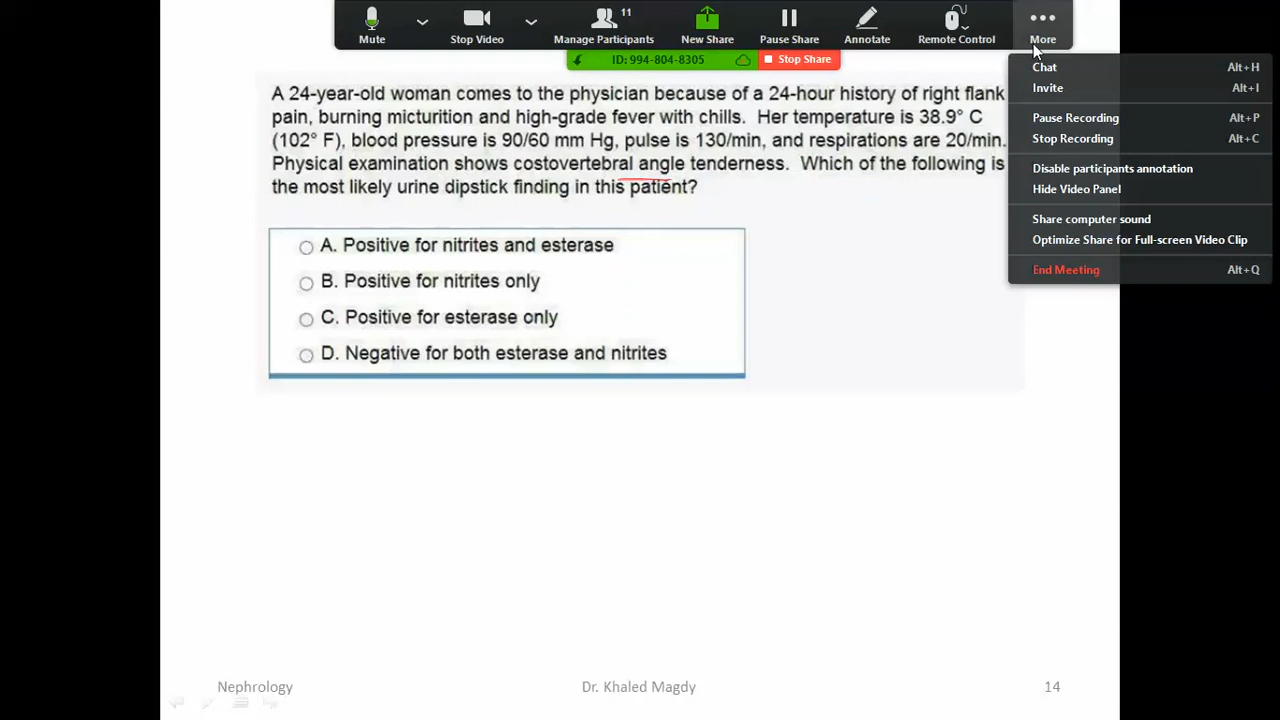 11
Mute
Stop Video
Manage Participants
New Share
Pause Share
Annotate
Remote Control
More
ID: 994-804-8305
Stop Share
Chat Alt+H
Invite Alt+I
Pause Recording Alt+P
Stop Recording Alt+C
Disable participants annotation
Hide Video Panel
Share computer sound
Optimize Share for Full-screen Video Clip
End Meeting Alt+Q
A 24-year-old woman comes to the physician because of a 24-hour history of right flank
pain, burning micturition and high-grade fever with chills. Her temperature is 38.9° C
(102° F), blood pressure is 90/60 mm Hg, pulse is 130/min, and respirations are 20/min.
Physical examination shows costovertebral angle tenderness. Which of the following is
the most likely urine dipstick finding in this patient?
A. Positive for nitrites and esterase
B. Positive for nitrites only
C. Positive for esterase only
D. Negative for both esterase and nitrites
Nephrology
Dr. Khaled Magdy
14